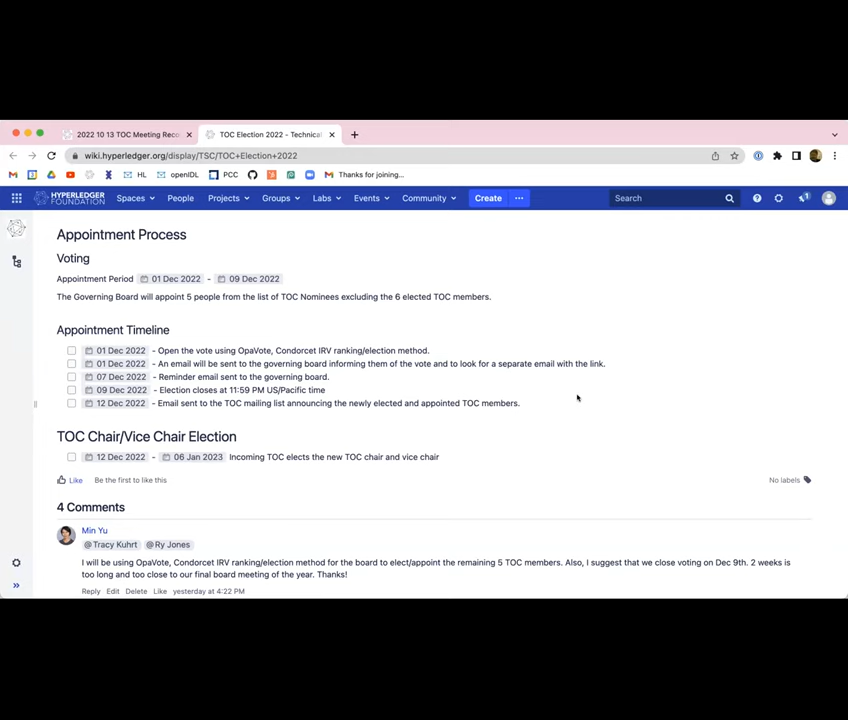 2022 10 13 TOC Meeting Reco
TOC Election 2022 - Technical
wiki.hyperledger.org/display/TSC/TOC+Election+2022
HL
openIDL
PCC
Thanks for joining...
HYPERLEDGER
FOUNDATION
Spaces
People
Projects
Groups
Labs
Events
Community
Create
Search
1
Appointment Process
Voting
Appointment Period 01 Dec 2022 - 09 Dec 2022
The Governing Board will appoint 5 people from the list of TOC Nominees excluding the 6 elected TOC members.
Appointment Timeline
01 Dec 2022 - Open the vote using OpaVote, Condorcet IRV ranking/election method.
01 Dec 2022 - An email will be sent to the governing board informing them of the vote and to look for a separate email with the link.
07 Dec 2022 - Reminder email sent to the governing board.
09 Dec 2022 - Election closes at 11:59 PM US/Pacific time
12 Dec 2022 - Email sent to the TOC mailing list announcing the newly elected and appointed TOC members.
TOC Chair/Vice Chair Election
12 Dec 2022 - 06 Jan 2023 Incoming TOC elects the new TOC chair and vice chair
Like Be the first to like this
No labels
4 Comments
Min Yu
@Tracy Kuhrt @Ry Jones
I will be using OpaVote, Condorcet IRV ranking/election method for the board to elect/appoint the remaining 5 TOC members. Also, I suggest that we close voting on Dec 9th. 2 weeks is
too long and too close to our final board meeting of the year. Thanks!
Reply Edit Delete Like yesterday at 4:22 PM